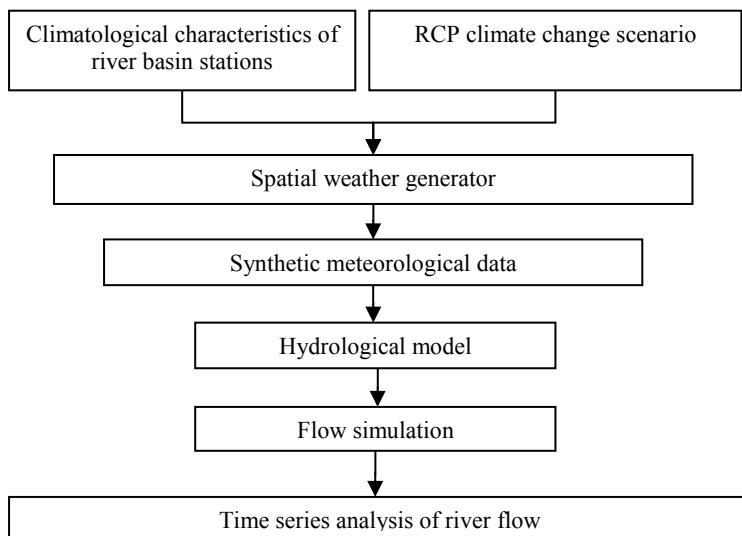 Climatological characteristics of
river basin stations
RCP climate change scenario
Spatial weather generator
Synthetic meteorological data
Hydrological model
Flow simulation
Time series analysis of river flow